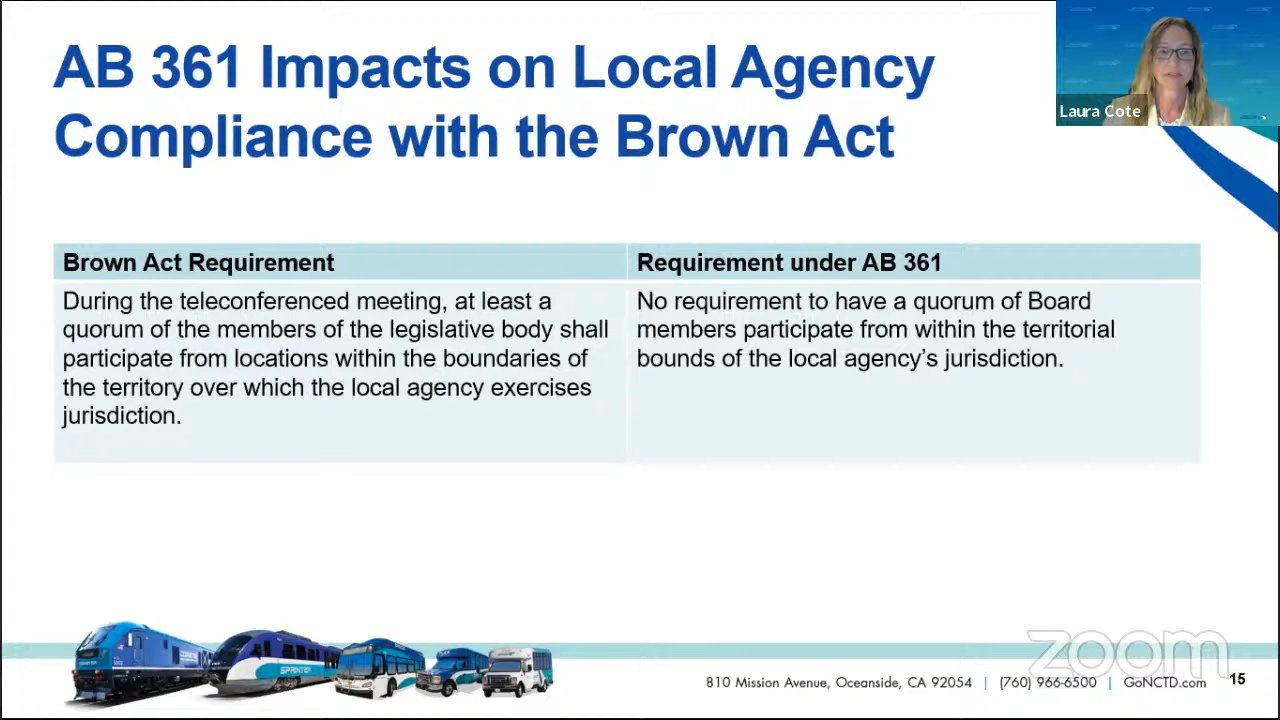 AB 361 Impacts on Local Agency
Compliance with the Brown Act
Laura Cote
Brown Act Requirement
During the teleconferenced meeting, at least a
quorum of the members of the legislative body shall
participate from locations within the boundaries of
the territory over which the local agency exercises
jurisdiction.
Requirement under AB 361
No requirement to have a quorum of Board
members participate from within the territorial
bounds of the local agency’s jurisdiction.
COASTER
SPRINTER
zoom
810 Mission Avenue, Oceanside, CA 92054 | (760) 966-6500 | GoNCTD.com
15